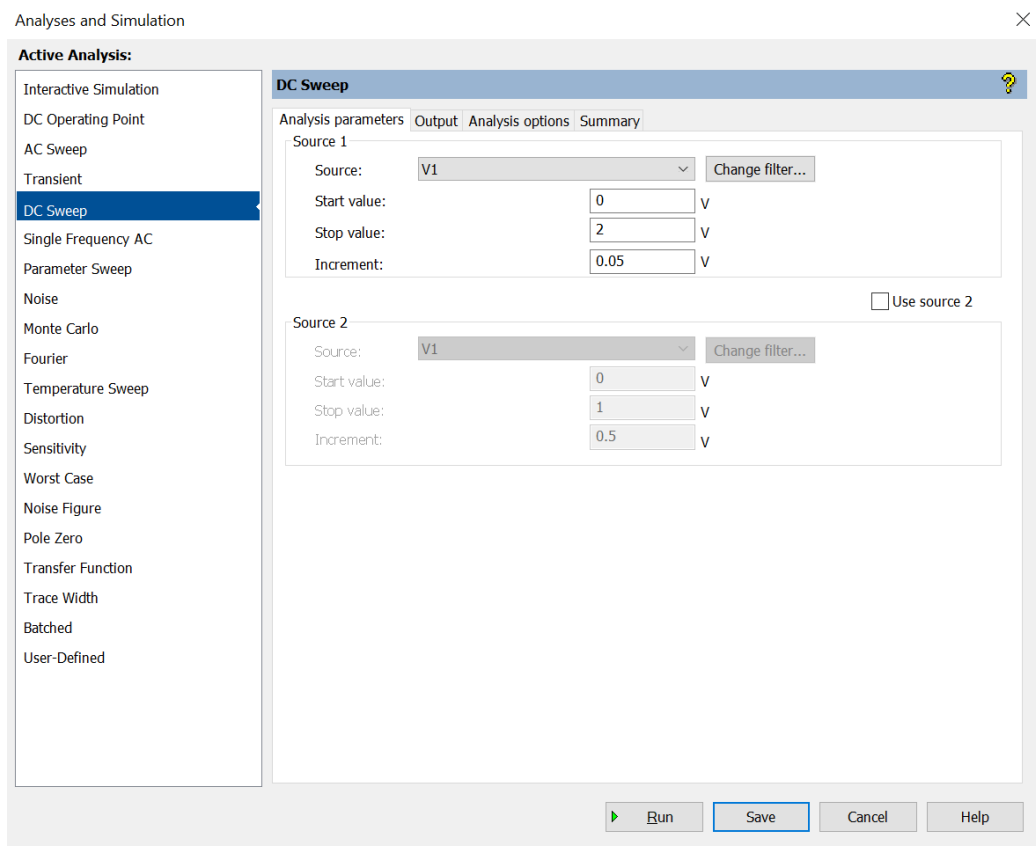 Analyses and Simulation
Active Analysis:
Interactive Simulation
DC Operating Point
AC Sweep
Transient
DC Sweep
Single Frequency AC
Parameter Sweep
Noise
Monte Carlo
Fourier
Temperature Sweep
Distortion
Sensitivity
Worst Case
Noise Figure
Pole Zero
Transfer Function
Trace Width
Batched
User-Defined
DC Sweep
?
Analysis parameters Output Analysis options Summary
Source 1
Source: V1 Change filter...
Start value: 0 V
Stop value: 2 V
Increment: 0.05 V
Use source 2
Source 2
Source: V1 Change filter...
Start value: 0 V
Stop value: 1 V
Increment: 0.5 V
Run Save Cancel Help